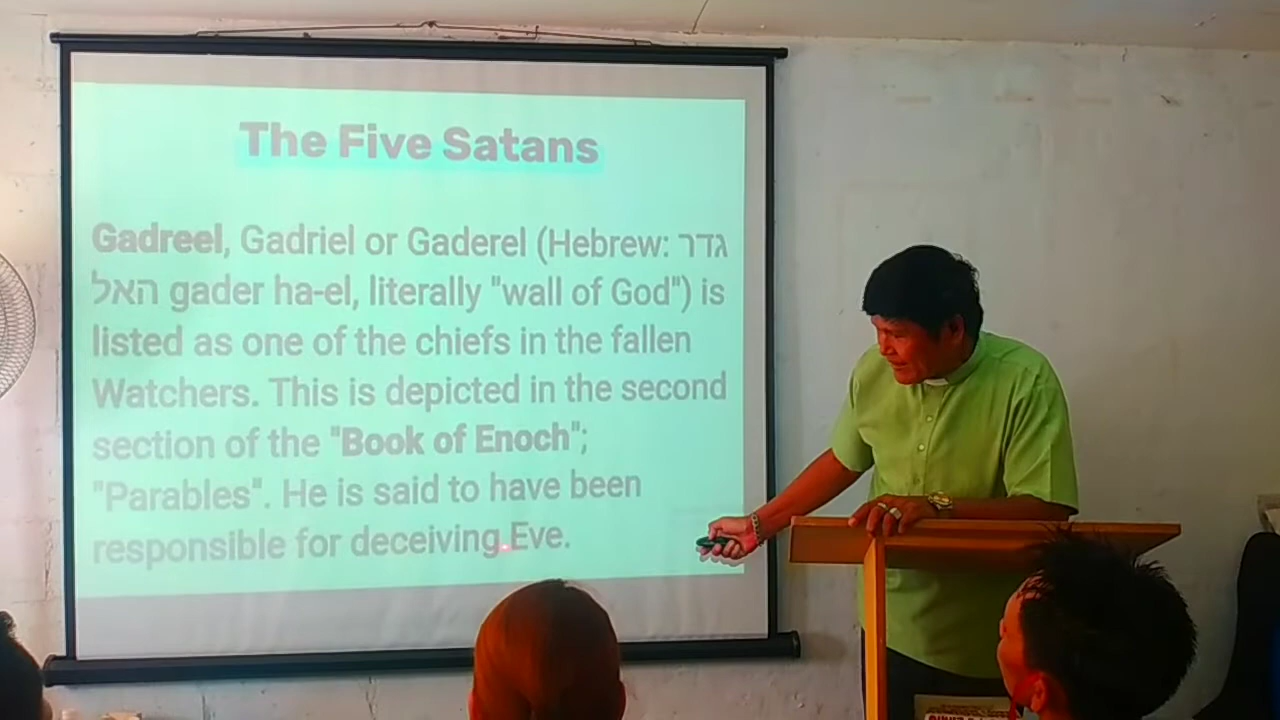 The Five Satans
Gadreel, Gadriel or Gaderel (Hebrew: גדר
האל gader ha-el, literally "wall of God") is
listed as one of the chiefs in the fallen
Watchers. This is depicted in the second
section of the "Book of Enoch";
"Parables". He is said to have been
responsible for deceiving Eve.